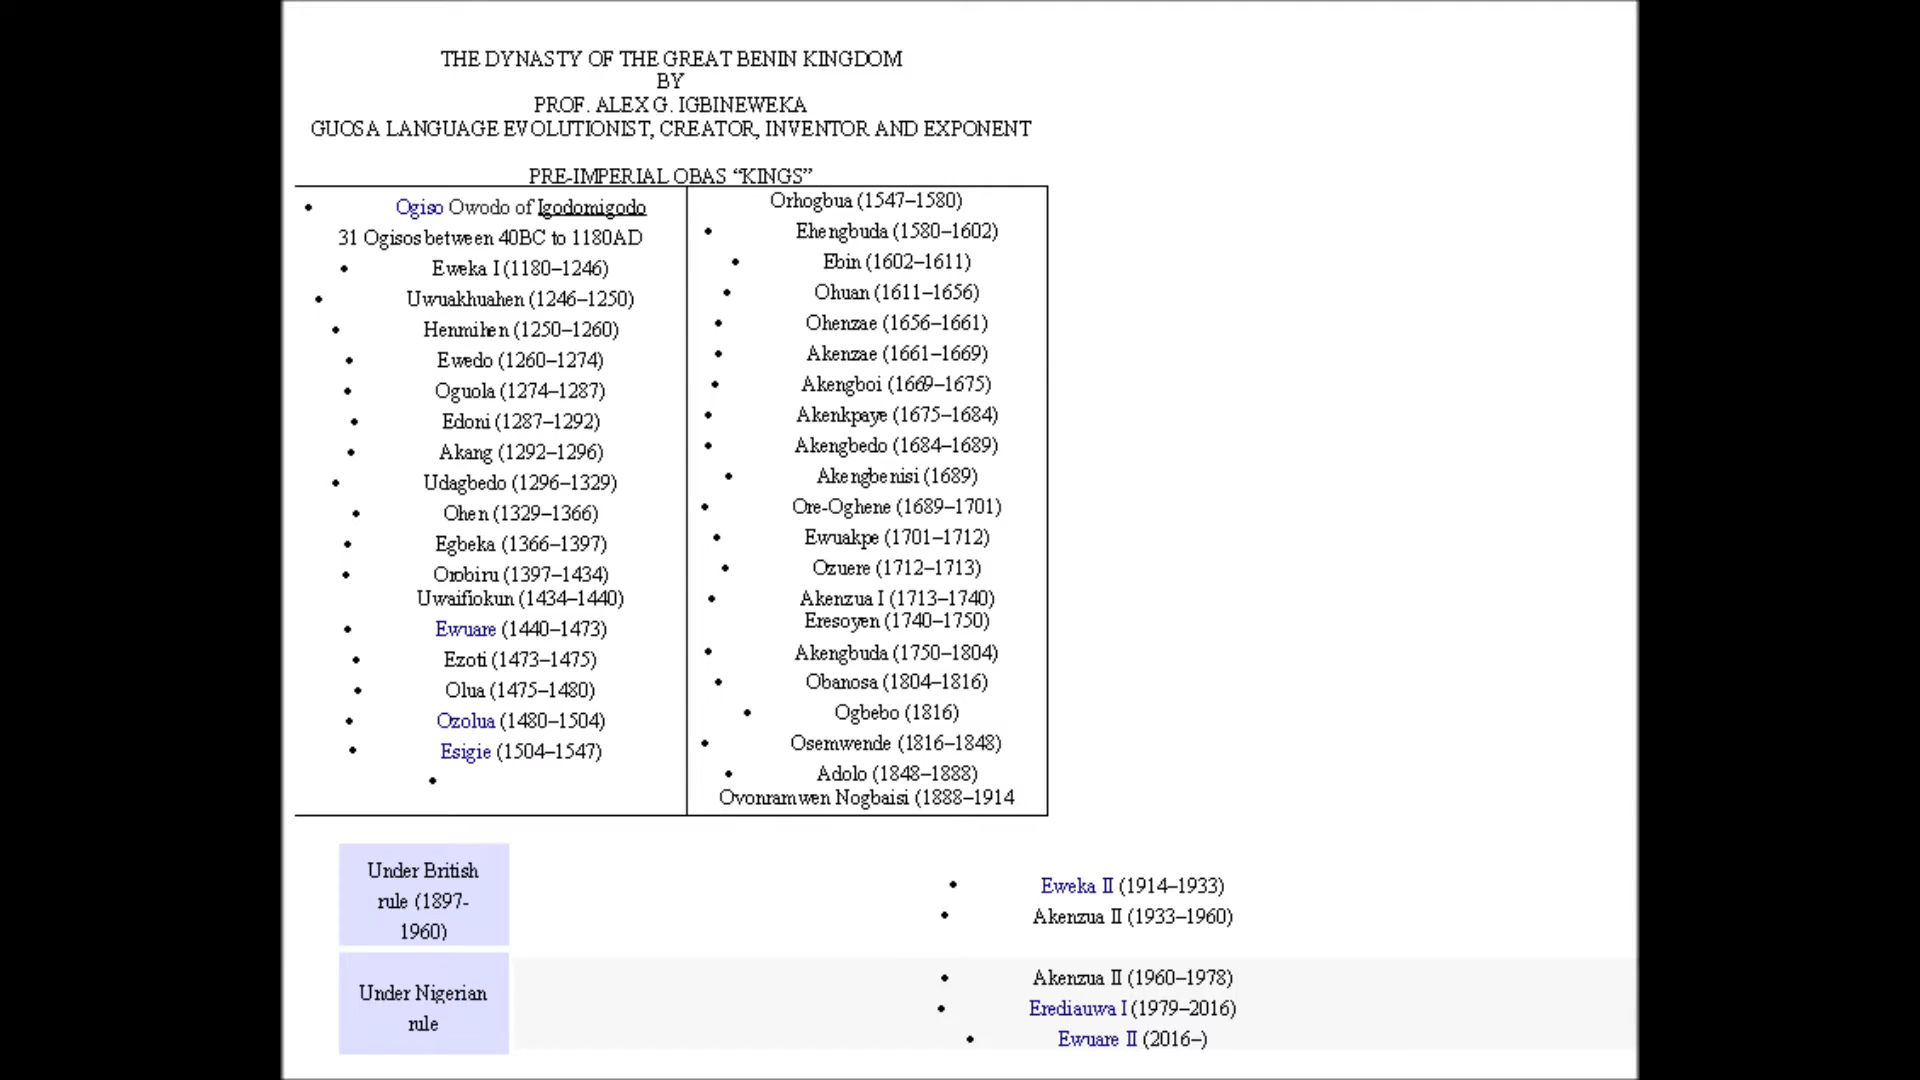 THE DYNASTY OF THE GREAT BENIN KINGDOM
BY
PROF. ALEX G. IGBINEWEKA
GUOSA LANGUAGE EVOLUTIONIST, CREATOR, INVENTOR AND EXPONENT
PRE-IMPERIAL OBAS “KINGS”
• Ogiso Owodo of Igodomigodo
31 Ogisos between 40BC to 1180AD
• Eweka I (1180–1246)
• Uwuakhuahen (1246–1250)
• Henmihen (1250–1260)
• Ewedo (1260–1274)
• Oguola (1274–1287)
• Edoni (1287–1292)
• Akang (1292–1296)
• Udagbedo (1296–1329)
• Ohen (1329–1366)
• Egbeka (1366–1397)
• Orobiru (1397–1434)
Uwaifiokun (1434–1440)
• Ewuare (1440–1473)
• Ezoti (1473–1475)
• Olua (1475–1480)
• Ozolua (1480–1504)
• Esigie (1504–1547)
•
Orhogbua (1547–1580)
• Ehengbuda (1580–1602)
• Ebin (1602–1611)
• Ohuan (1611–1656)
• Ohenzae (1656–1661)
• Akenzae (1661–1669)
• Akengboi (1669–1675)
• Akenkpaye (1675–1684)
• Akengbedo (1684–1689)
• Akengbenisi (1689)
• Ore-Oghene (1689–1701)
• Ewuakpe (1701–1712)
• Ozuere (1712–1713)
• Akenzua I (1713–1740)
Eresoyen (1740–1750)
• Akengbuda (1750–1804)
• Obanosa (1804–1816)
• Ogbebo (1816)
• Osemwende (1816–1848)
• Adolo (1848–1888)
Ovonramwen Nogbaisi (1888–1914
Under British
rule (1897-
1960)
• Eweka II (1914–1933)
• Akenzua II (1933–1960)
Under Nigerian
rule
• Akenzua II (1960–1978)
• Erediauwa I (1979–2016)
• Ewuare II (2016–)